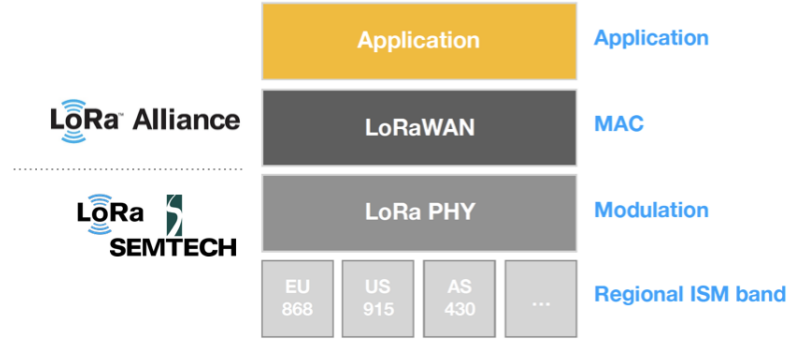 Application
Application
LoRa™ Alliance
LoRaWAN
MAC
LoRa
SEMTECH
LoRa PHY
Modulation
EU
868
US
915
AS
430
...
Regional ISM band